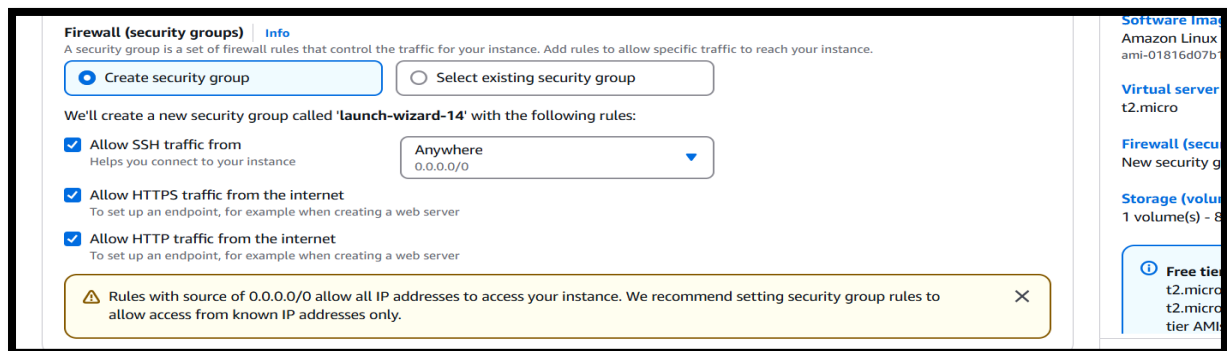 Firewall (security groups) Info
A security group is a set of firewall rules that control the traffic for your instance. Add rules to allow specific traffic to reach your instance.
Create security group
Select existing security group
We'll create a new security group called 'launch-wizard-14' with the following rules:
Allow SSH traffic from
Helps you connect to your instance
Anywhere
0.0.0.0/0
Allow HTTPS traffic from the internet
To set up an endpoint, for example when creating a web server
Allow HTTP traffic from the internet
To set up an endpoint, for example when creating a web server
Rules with source of 0.0.0.0/0 allow all IP addresses to access your instance. We recommend setting security group rules to
allow access from known IP addresses only.
Software Imag
Amazon Linux
ami-01816d07b1
Virtual server
t2.micro
Firewall (secu
New security g
Storage (volu
1 volume(s) - 8
Free tie
t2.micro
t2.micro
tier AMI